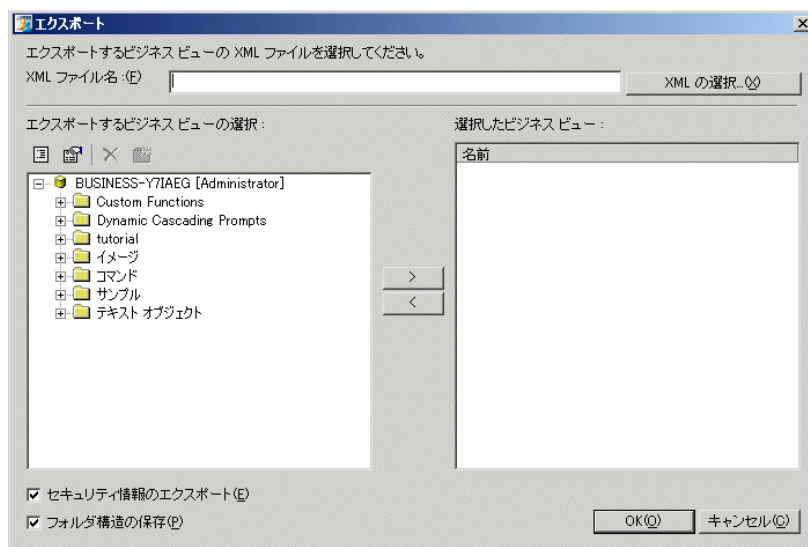 エクスポート
エクスポートするビジネス ビューの XML ファイルを選択してください。
XML ファイル名:(F)
XML の選択...(X)
エクスポートするビジネス ビューの選択:
選択したビジネス ビュー:
名前
BUSINESS-Y7IAEG [Administrator]
Custom Functions
Dynamic Cascading Prompts
tutorial
イメージ
コマンド
サンプル
テキスト オブジェクト
>
<
セキュリティ情報のエクスポート(E)
フォルダ構造の保存(P)
OK(O)
キャンセル(C)